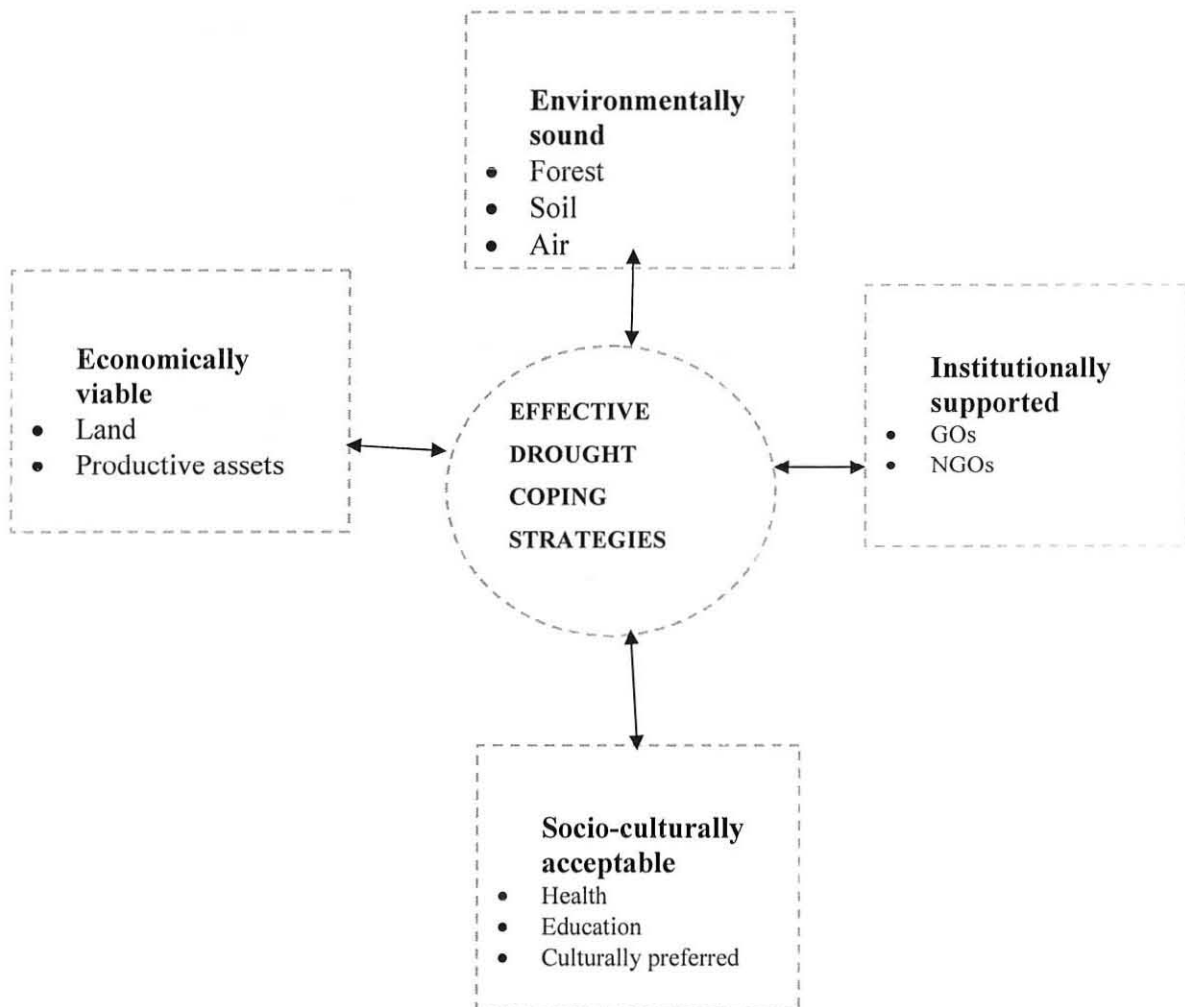 Environmentally
sound
• Forest
• Soil
• Air
Economically
viable
• Land
• Productive assets
EFFECTIVE
DROUGHT
COPING
STRATEGIES
Institutionally
supported
• GOs
• NGOs
Socio-culturally
acceptable
• Health
• Education
• Culturally preferred